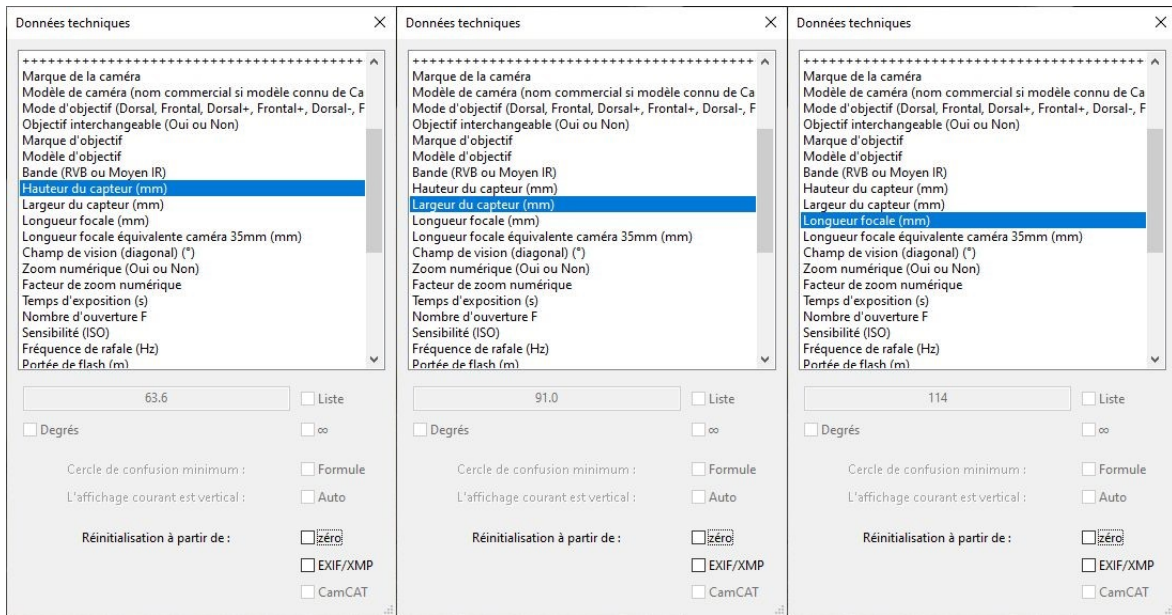 Données techniques
++++++++++++++++++++++++++++++++++++++++++
Marque de la caméra
Modèle de caméra (nom commercial si modèle connu de Ca
Mode d'objectif (Dorsal, Frontal, Dorsal+, Frontal+, Dorsal-, F
Objectif interchangeable (Oui ou Non)
Marque d'objectif
Modèle d'objectif
Bande (RVB ou Moyen IR)
Hauteur du capteur (mm)
Largeur du capteur (mm)
Longueur focale (mm)
Longueur focale équivalente caméra 35mm (mm)
Champ de vision (diagonal) (°)
Zoom numérique (Oui ou Non)
Facteur de zoom numérique
Temps d'exposition (s)
Nombre d'ouverture F
Sensibilité (ISO)
Fréquence de rafale (Hz)
Portée de flash (m)
63.6
Liste
Degrés
∞
Cercle de confusion minimum :
Formule
L'affichage courant est vertical :
Auto
Réinitialisation à partir de :
zéro
EXIF/XMP
CamCAT
Données techniques
++++++++++++++++++++++++++++++++++++++++++
Marque de la caméra
Modèle de caméra (nom commercial si modèle connu de Ca
Mode d'objectif (Dorsal, Frontal, Dorsal+, Frontal+, Dorsal-, F
Objectif interchangeable (Oui ou Non)
Marque d'objectif
Modèle d'objectif
Bande (RVB ou Moyen IR)
Hauteur du capteur (mm)
Largeur du capteur (mm)
Longueur focale (mm)
Longueur focale équivalente caméra 35mm (mm)
Champ de vision (diagonal) (°)
Zoom numérique (Oui ou Non)
Facteur de zoom numérique
Temps d'exposition (s)
Nombre d'ouverture F
Sensibilité (ISO)
Fréquence de rafale (Hz)
Portée de flash (m)
91.0
Liste
Degrés
∞
Cercle de confusion minimum :
Formule
L'affichage courant est vertical :
Auto
Réinitialisation à partir de :
zéro
EXIF/XMP
CamCAT
Données techniques
++++++++++++++++++++++++++++++++++++++++++
Marque de la caméra
Modèle de caméra (nom commercial si modèle connu de Ca
Mode d'objectif (Dorsal, Frontal, Dorsal+, Frontal+, Dorsal-, F
Objectif interchangeable (Oui ou Non)
Marque d'objectif
Modèle d'objectif
Bande (RVB ou Moyen IR)
Hauteur du capteur (mm)
Largeur du capteur (mm)
Longueur focale (mm)
Longueur focale équivalente caméra 35mm (mm)
Champ de vision (diagonal) (°)
Zoom numérique (Oui ou Non)
Facteur de zoom numérique
Temps d'exposition (s)
Nombre d'ouverture F
Sensibilité (ISO)
Fréquence de rafale (Hz)
Portée de flash (m)
114
Liste
Degrés
∞
Cercle de confusion minimum :
Formule
L'affichage courant est vertical :
Auto
Réinitialisation à partir de :
zéro
EXIF/XMP
CamCAT